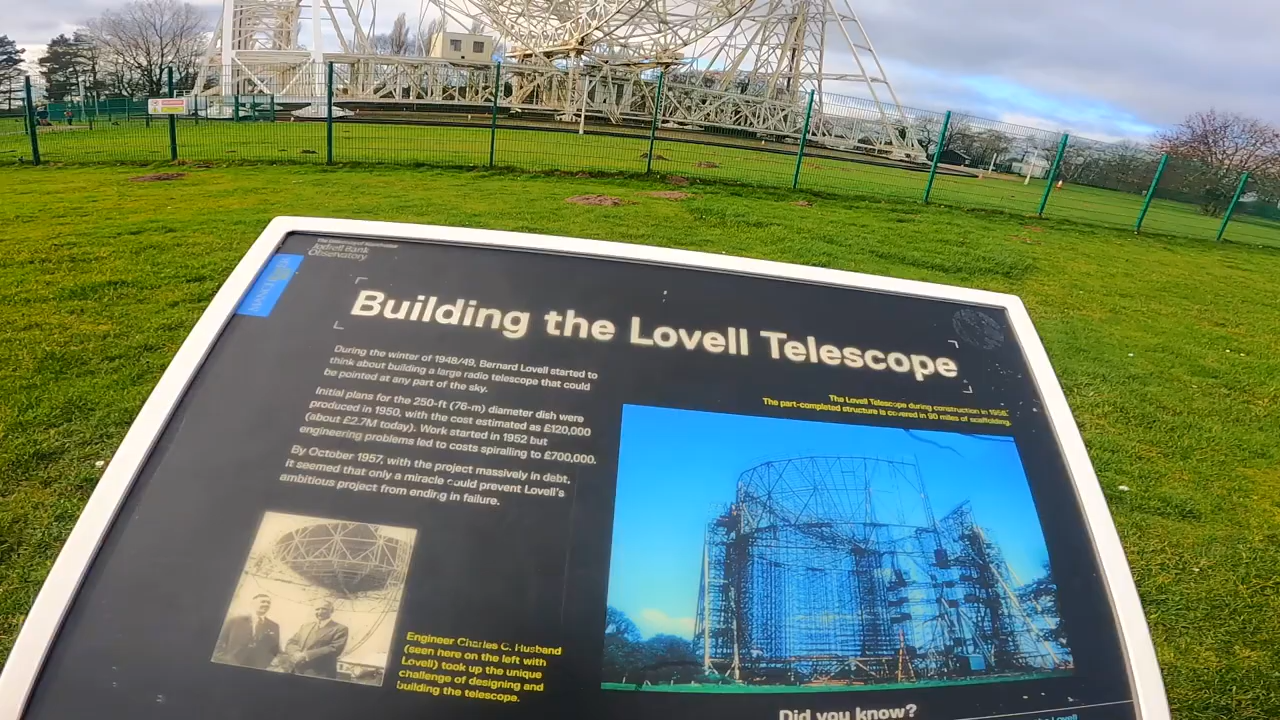 The University of Manchester
Jodrell Bank
Observatory
Building the Lovell Telescope
During the winter of 1948/49, Bernard Lovell started to
think about building a large radio telescope that could
be pointed at any part of the sky.
Initial plans for the 250-ft (76-m) diameter dish were
produced in 1950, with the cost estimated as £120,000
(about £2.7M today). Work started in 1952 but
engineering problems led to costs spiralling to £700,000.
By October 1957, with the project massively in debt,
it seemed that only a miracle could prevent Lovell's
ambitious project from ending in failure.
The Lovell Telescope during construction in
The part-completed structure is covered in 90 miles of scaffolding.
Engineer Charles C. Husband
(seen here on the left with
Lovell) took up the unique
challenge of designing and
building the telescope.
Did you know?